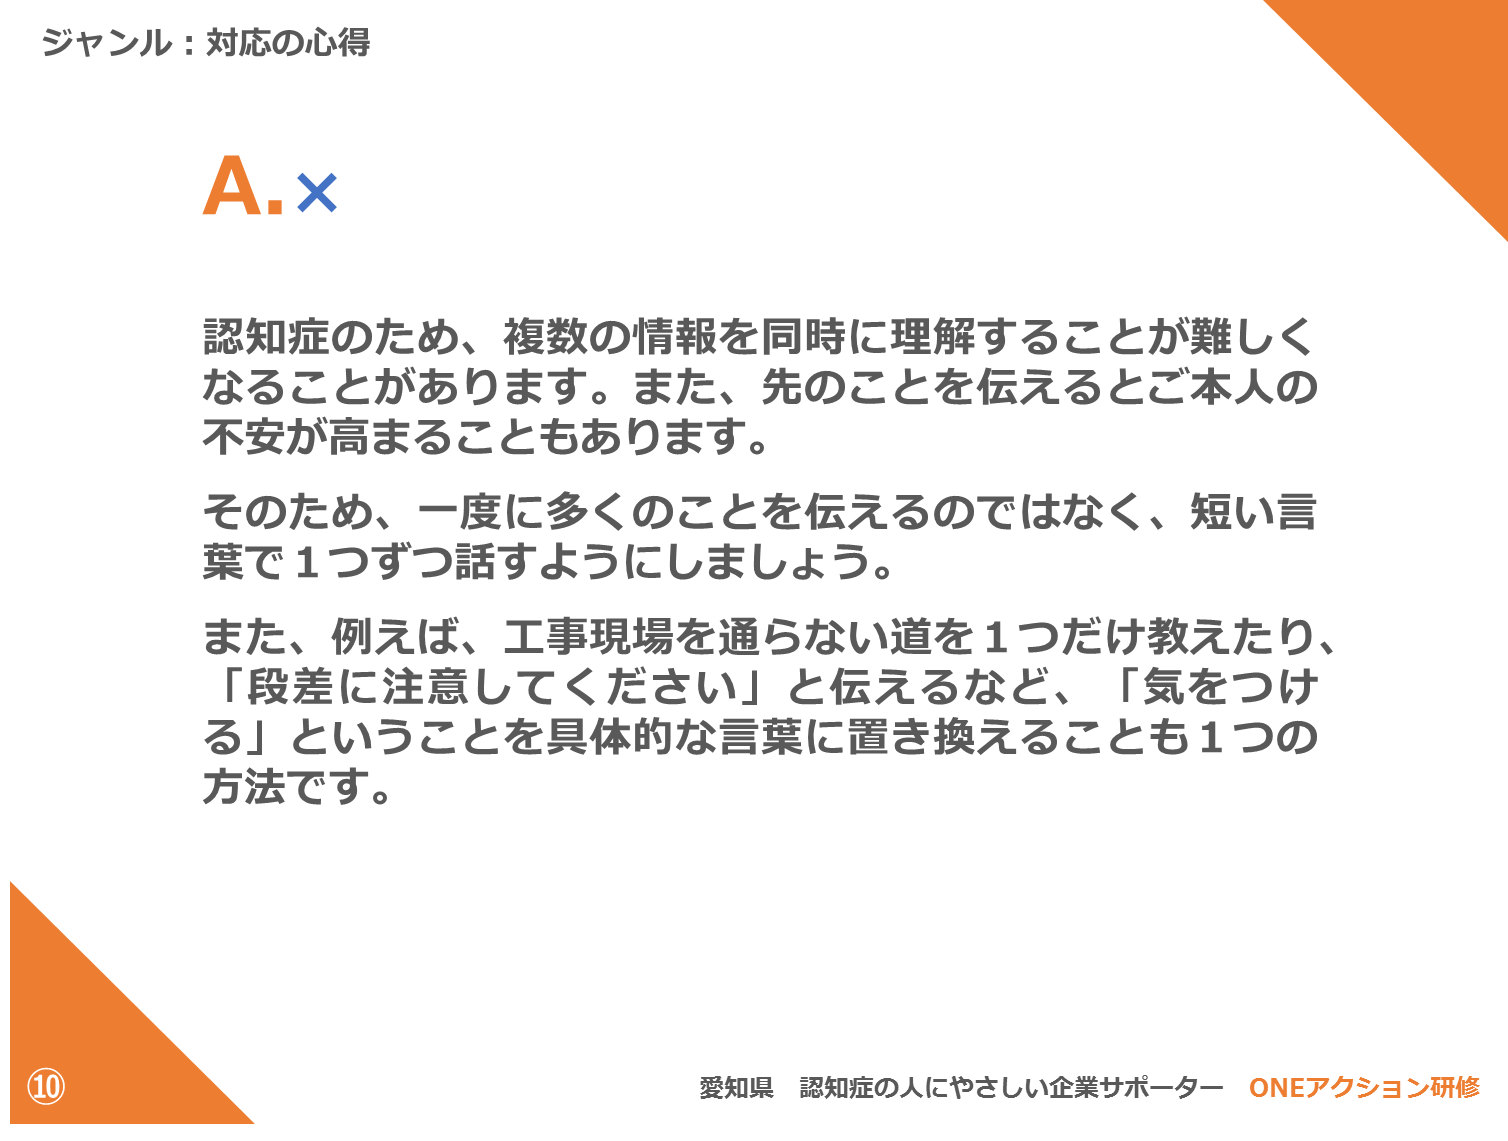 ジャンル：対応の心得
A.×
認知症のため、複数の情報を同時に理解することが難しく
なることがあります。また、先のことを伝えるとご本人の
不安が高まることもあります。
そのため、一度に多くのことを伝えるのではなく、短い言
葉で１つずつ話すようにしましょう。
また、例えば、工事現場を通らない道を１つだけ教えたり、
「段差に注意してください」と伝えるなど、「気をつけ
る」ということを具体的な言葉に置き換えることも１つの
方法です。
⑩
愛知県　認知症の人にやさしい企業サポーター　ONEアクション研修